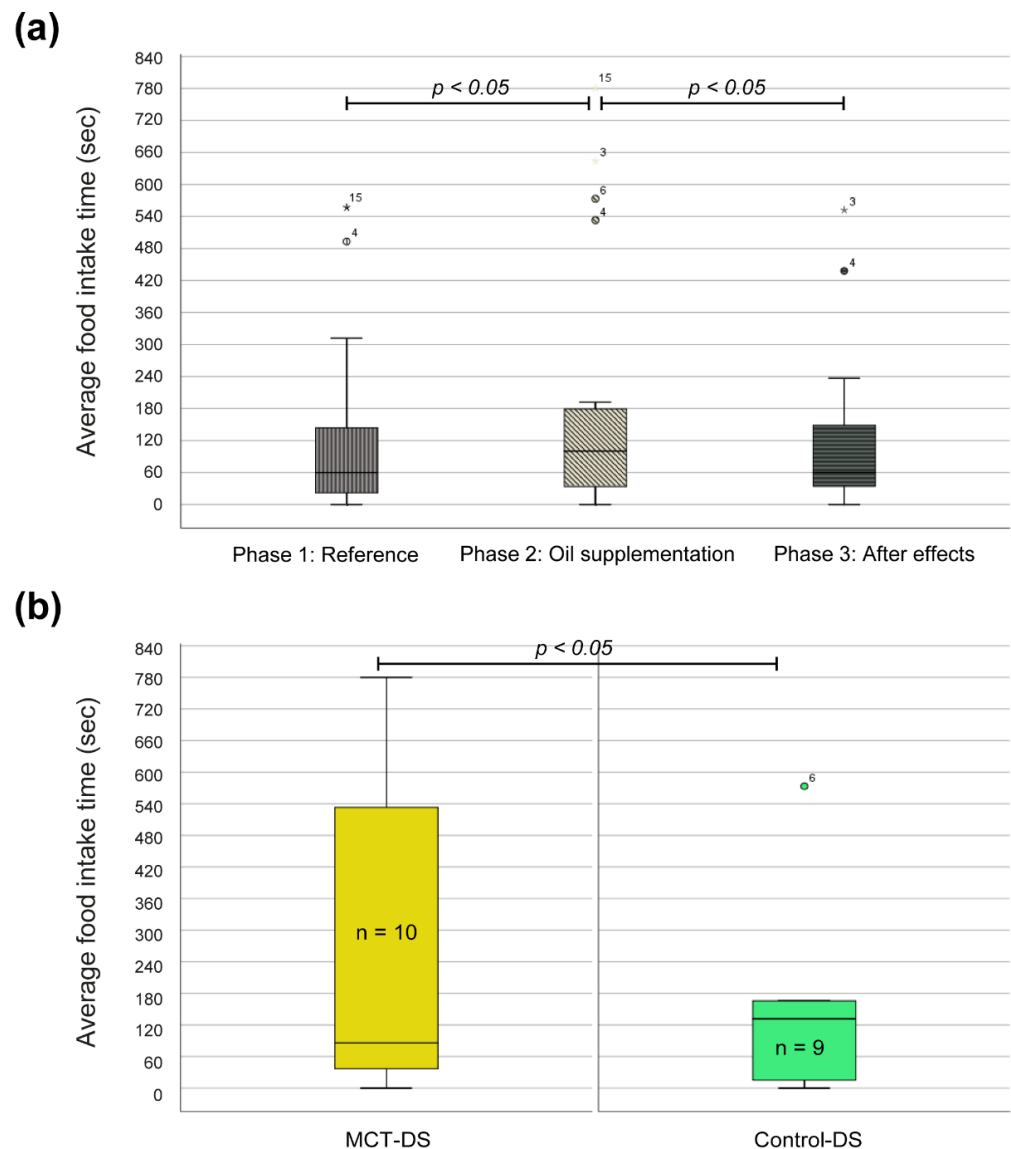 (a)
Average food intake time (sec)
840
780
720
660
600
540
480
420
360
300
240
180
120
60
0
p < 0.05
p < 0.05
15
4
15
3
6
4
3
4
Phase 1: Reference
Phase 2: Oil supplementation
Phase 3: After effects
(b)
Average food intake time (sec)
840
780
720
660
600
540
480
420
360
300
240
180
120
60
0
p < 0.05
6
n = 10
n = 9
MCT-DS
Control-DS